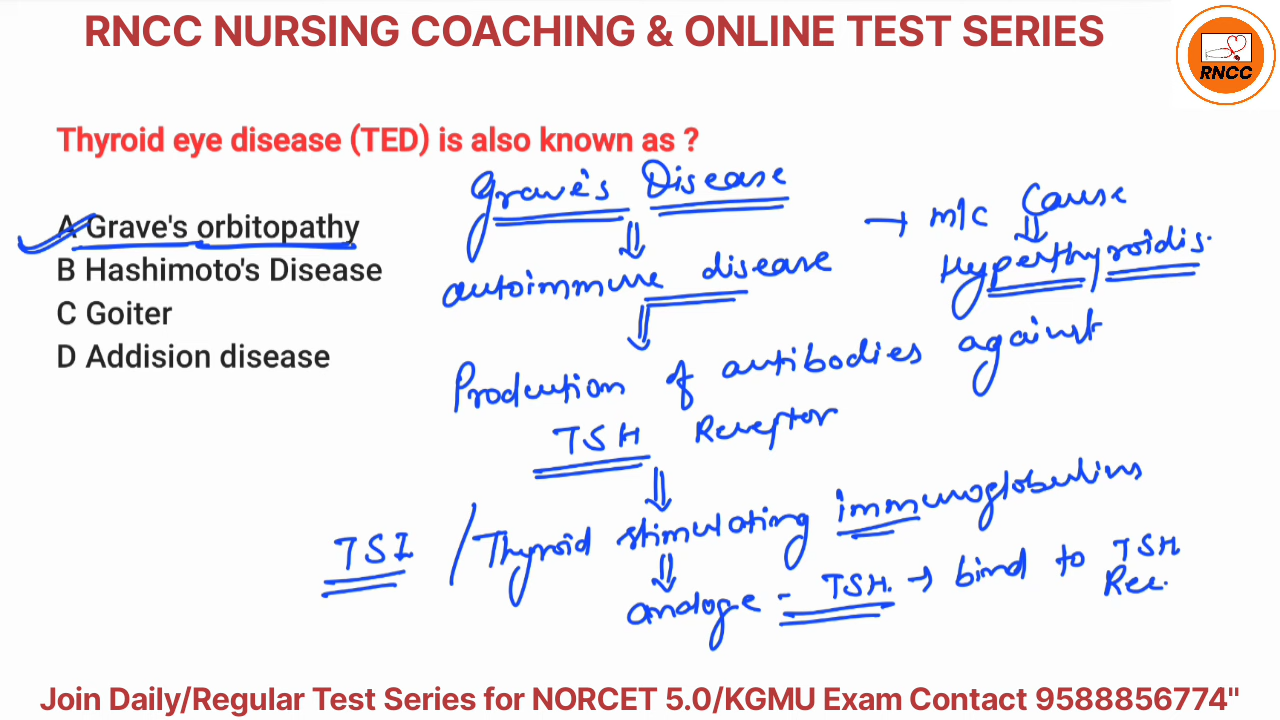 RNCC NURSING COACHING & ONLINE TEST SERIES
RNCC
Thyroid eye disease (TED) is also known as ?
A Grave's orbitopathy
B Hashimoto's Disease
C Goiter
D Addision disease
Grave's Disease
→ m/c Cause
⇓
⇓
autoimmune disease
Hyperthyroidis.
⇓
Prodcution of antibodies against
TSH Receptor
⇓
TSI / Thyroid stimulating immunoglobulins
⇓
analoge - TSH. → bind to TSH
Rec.
Join Daily/Regular Test Series for NORCET 5.0/KGMU Exam Contact 9588856774"